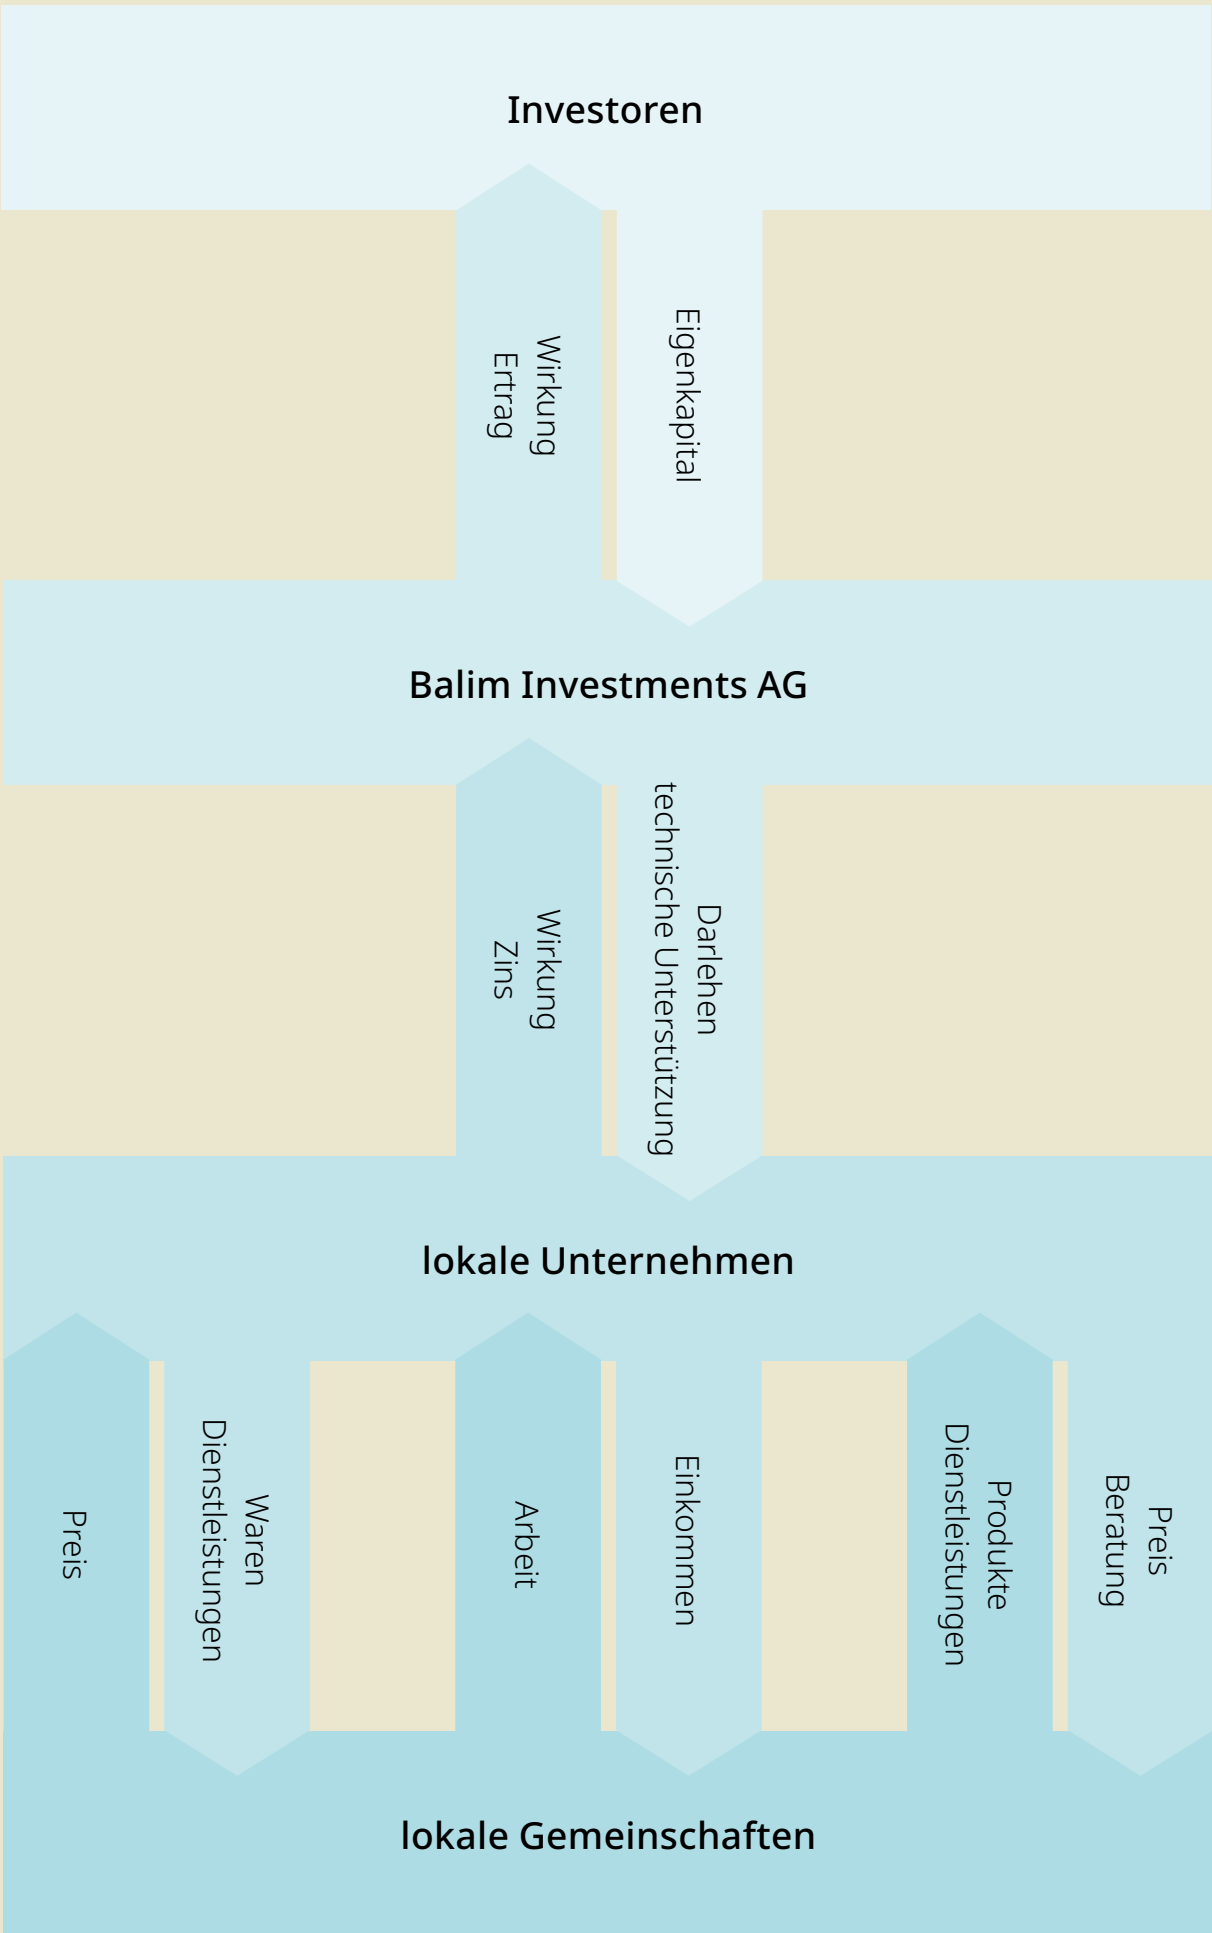 Investoren
Wirkung
Ertrag
Eigenkapital
Balim Investments AG
Wirkung
Zins
Darlehen
technische Unterstützung
lokale Unternehmen
Preis
Waren
Dienstleistungen
Arbeit
Einkommen
Produkte
Dienstleistungen
Preis
Beratung
lokale Gemeinschaften